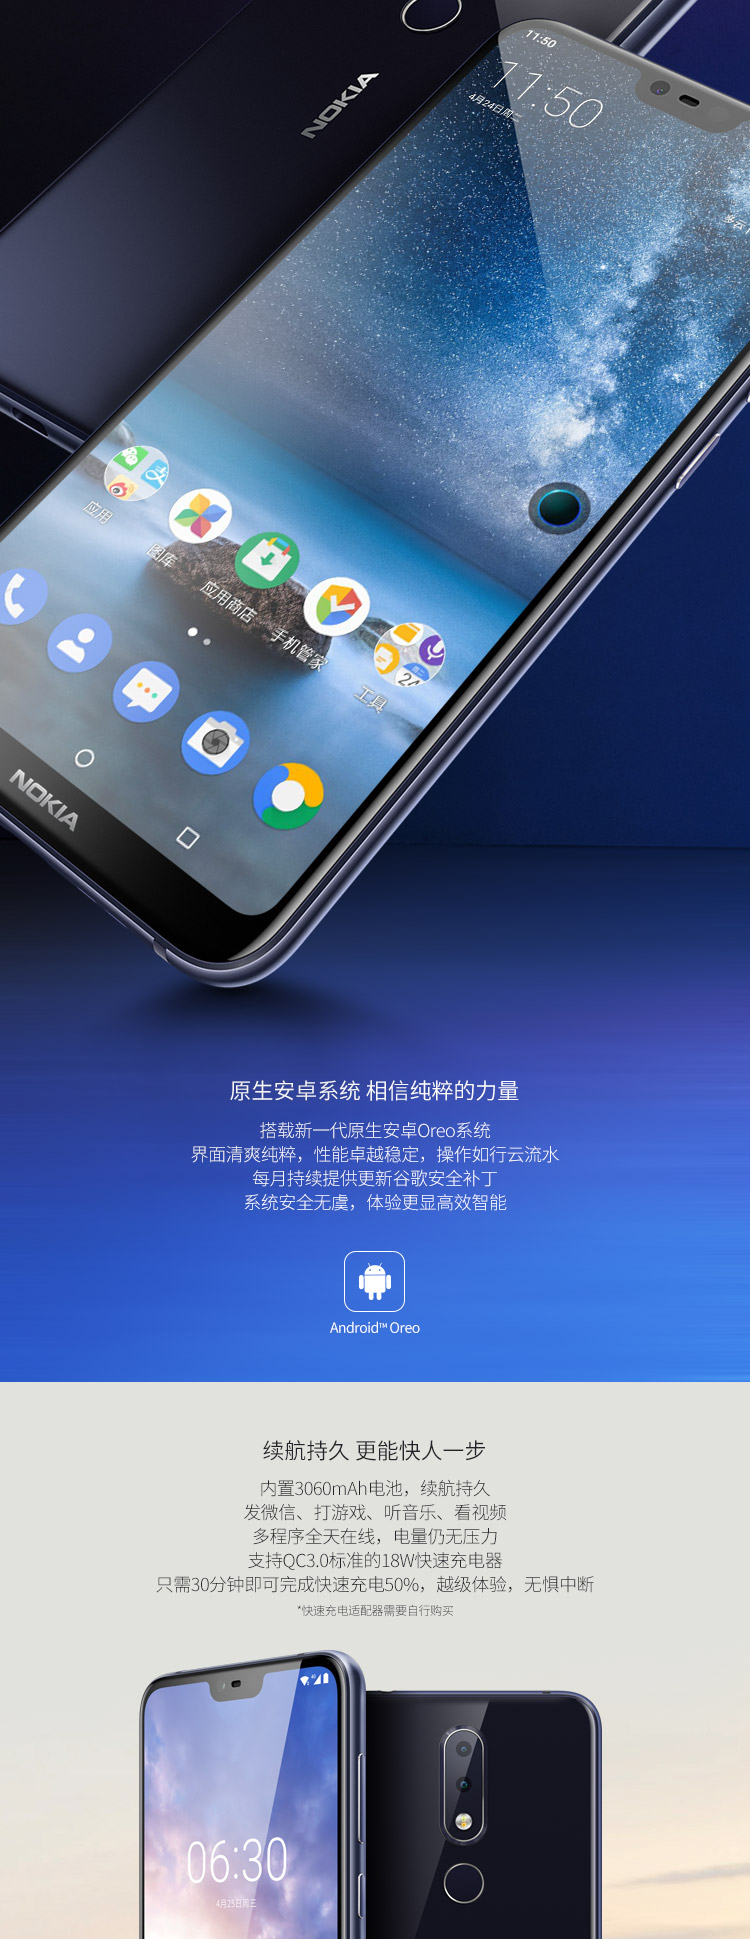 NOKIA
11:50
11:50
4月24日周二
多云
应用
图库
应用商店
手机管家
工具
24
NOKIA
原生安卓系统 相信纯粹的力量
搭载新一代原生安卓Oreo系统
界面清爽纯粹，性能卓越稳定，操作如行云流水
每月持续提供更新谷歌安全补丁
系统安全无虞，体验更显高效智能
Android™ Oreo
续航持久 更能快人一步
内置3060mAh电池，续航持久
发微信、打游戏、听音乐、看视频
多程序全天在线，电量仍无压力
支持QC3.0标准的18W快速充电器
只需30分钟即可完成快速充电50%，越级体验，无惧中断
*快速充电适配器需要自行购买
06:30
4月25日周三